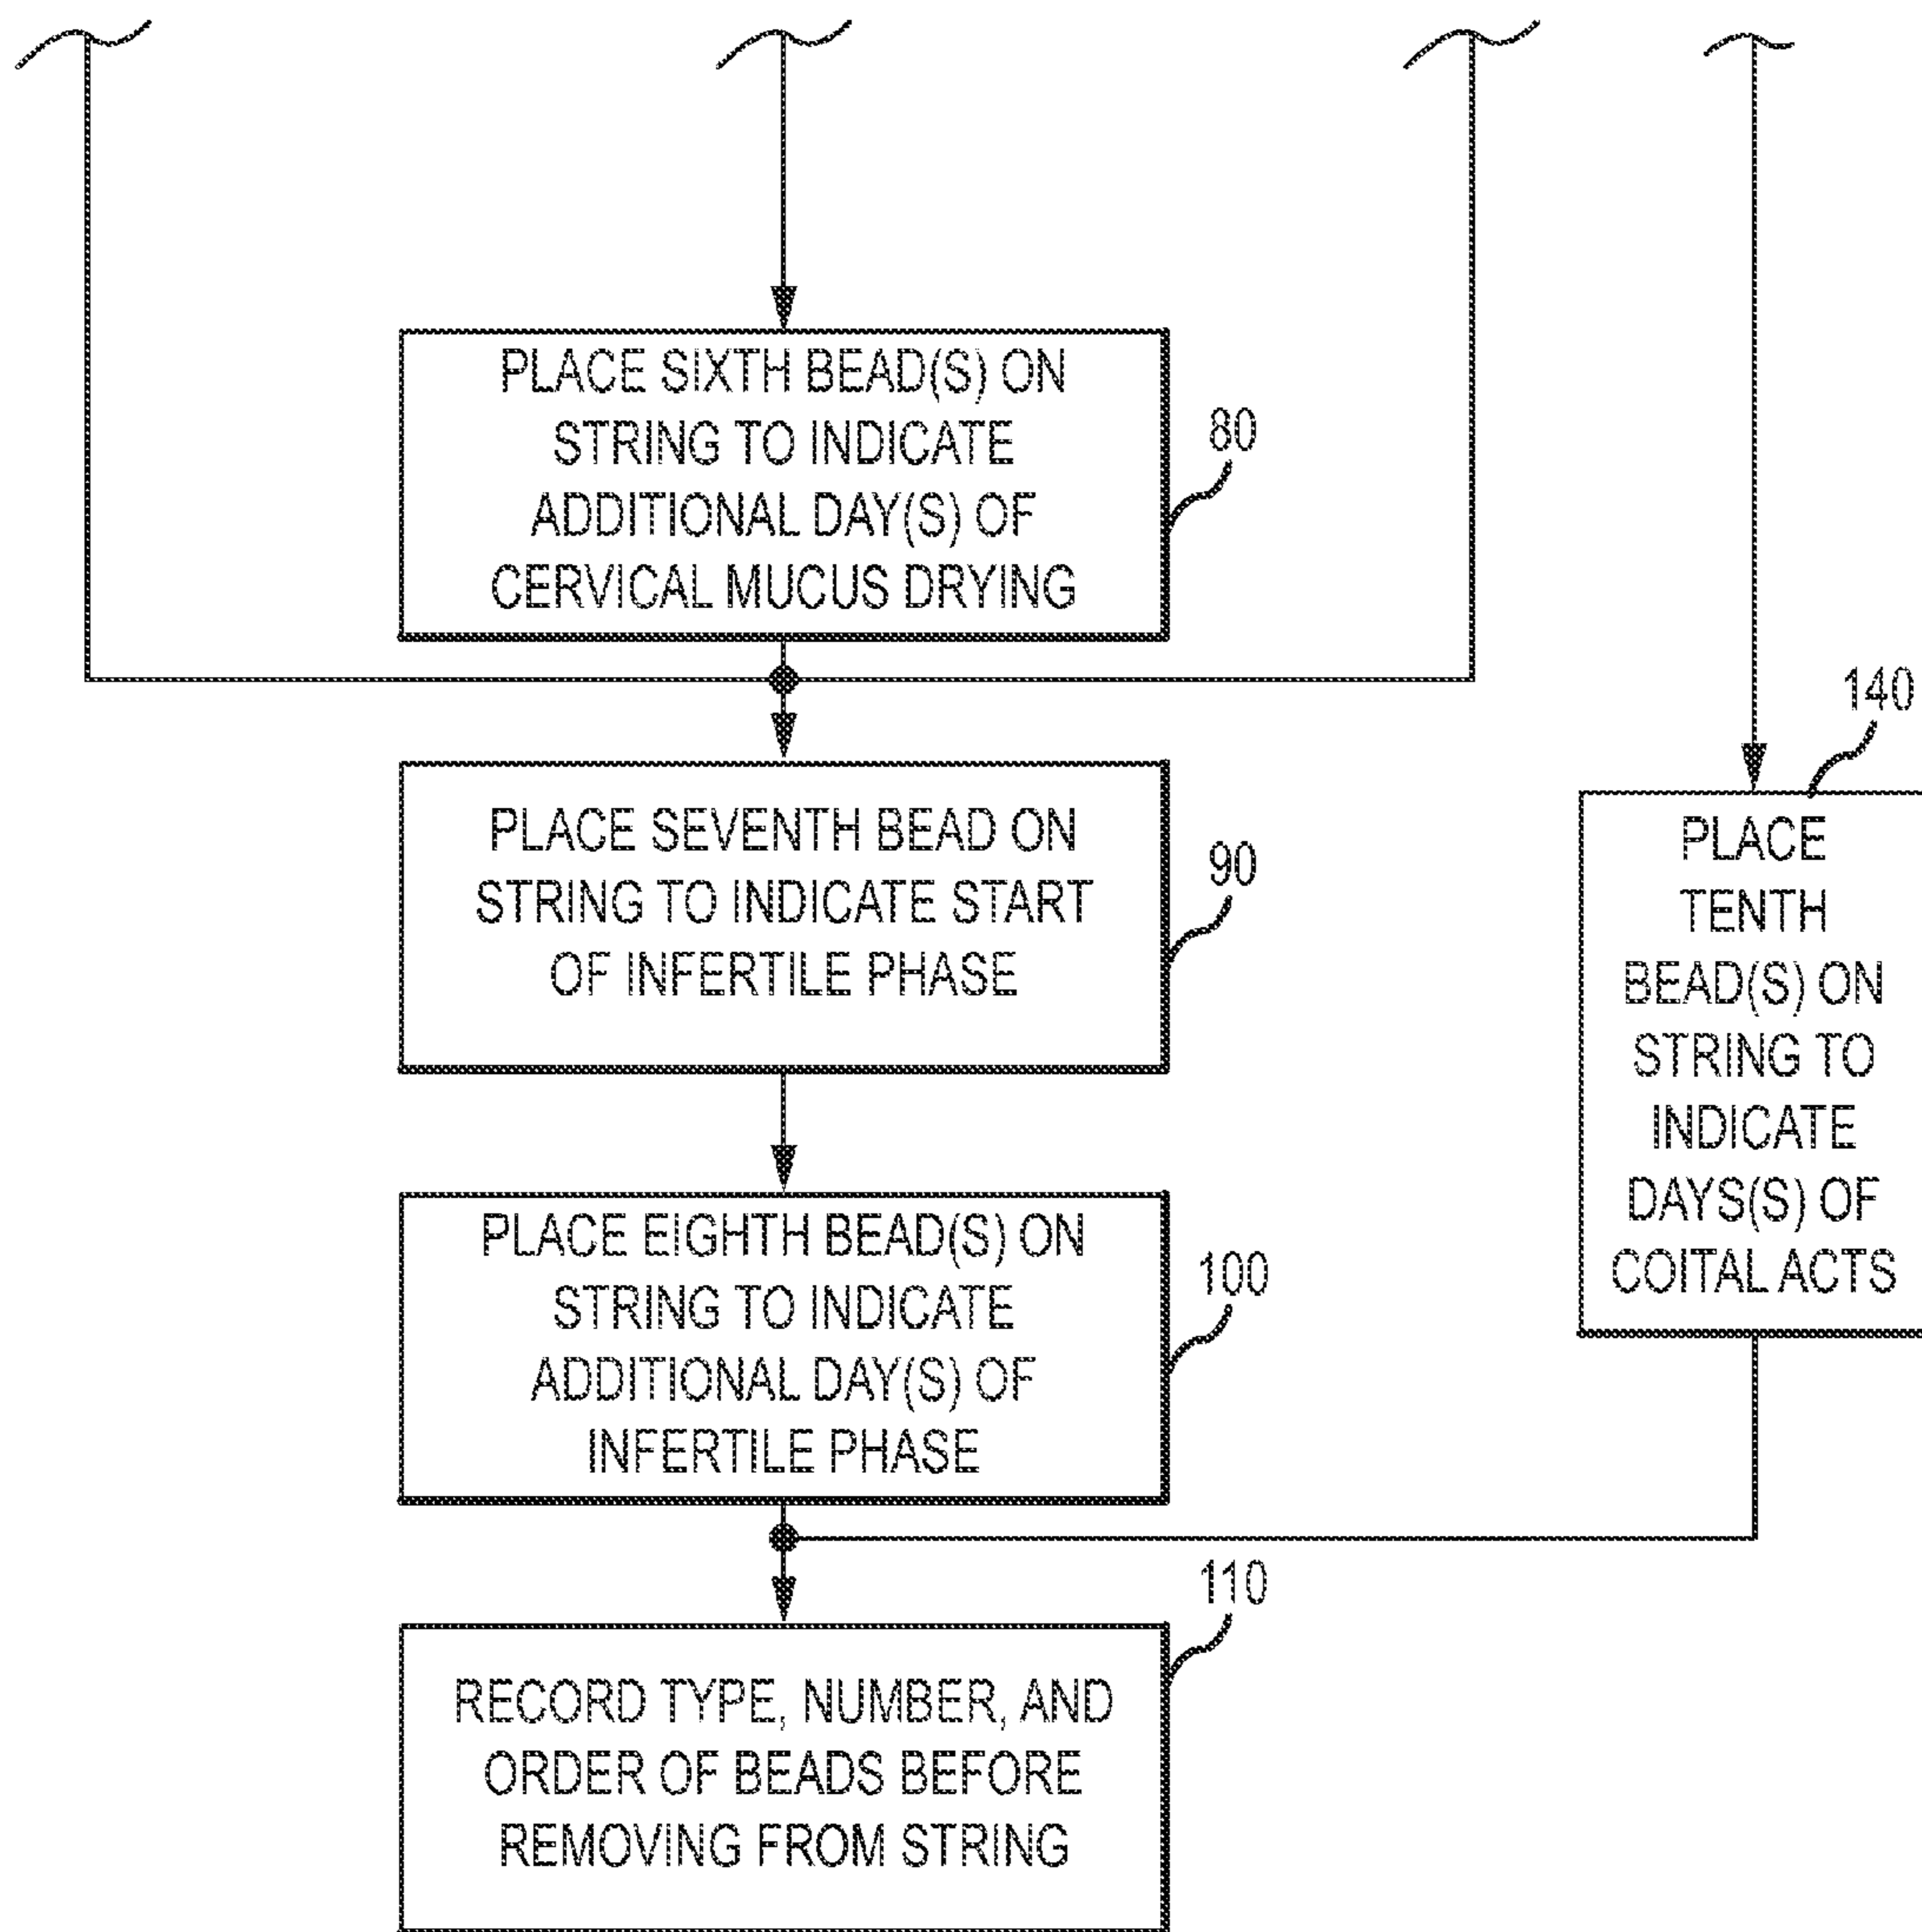 PLACE SIXTH BEAD(S) ON
STRING TO INDICATE
ADDITIONAL DAY(S) OF
CERVICAL MUCUS DRYING
80
PLACE SEVENTH BEAD ON
STRING TO INDICATE START
OF INFERTILE PHASE
90
140
PLACE
TENTH
BEAD(S) ON
STRING TO
INDICATE
DAYS(S) OF
COITAL ACTS
PLACE EIGHTH BEAD(S) ON
STRING TO INDICATE
ADDITIONAL DAY(S) OF
INFERTILE PHASE
100
110
RECORD TYPE, NUMBER, AND
ORDER OF BEADS BEFORE
REMOVING FROM STRING